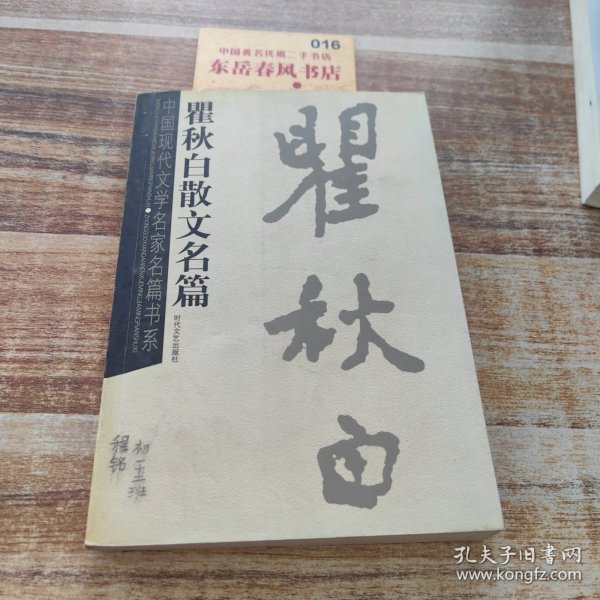 016
中国著名优质二手书店
东岳春风书店
瞿秋白散文名篇
时代文艺出版社
中国现代文学名家名篇书系
瞿秋白
初一十二班
程铭
孔夫子旧书网
www.kongfz.com